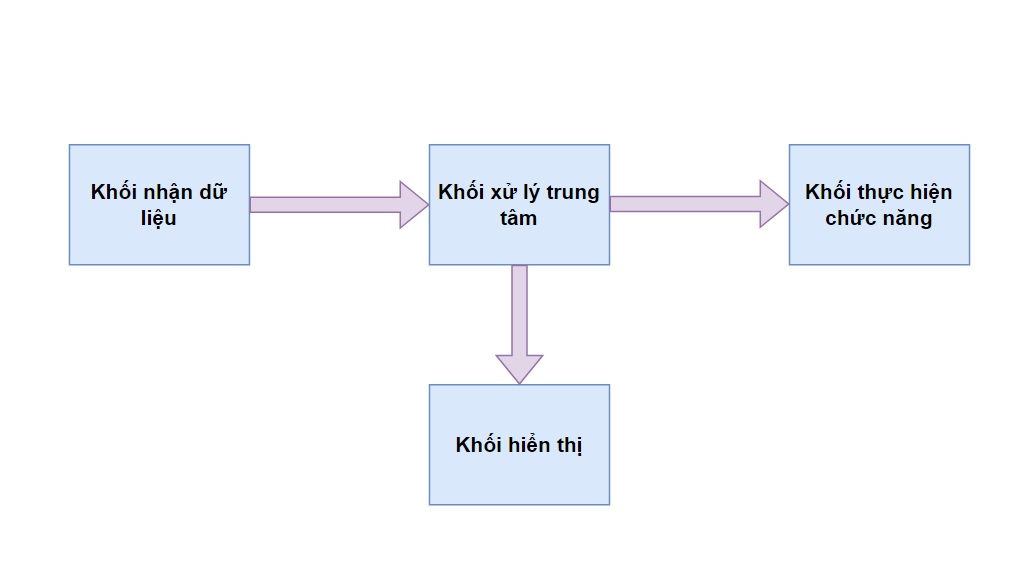 Khối nhận dữ
liệu
Khối xử lý trung
tâm
Khối thực hiện
chức năng
Khối hiển thị